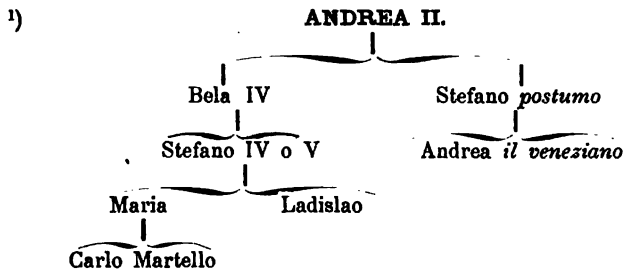 1)
ANDREA II.
Bela IV Stefano postumo
Stefano IV o V Andrea il veneziano
Maria Ladislao
Carlo Martello